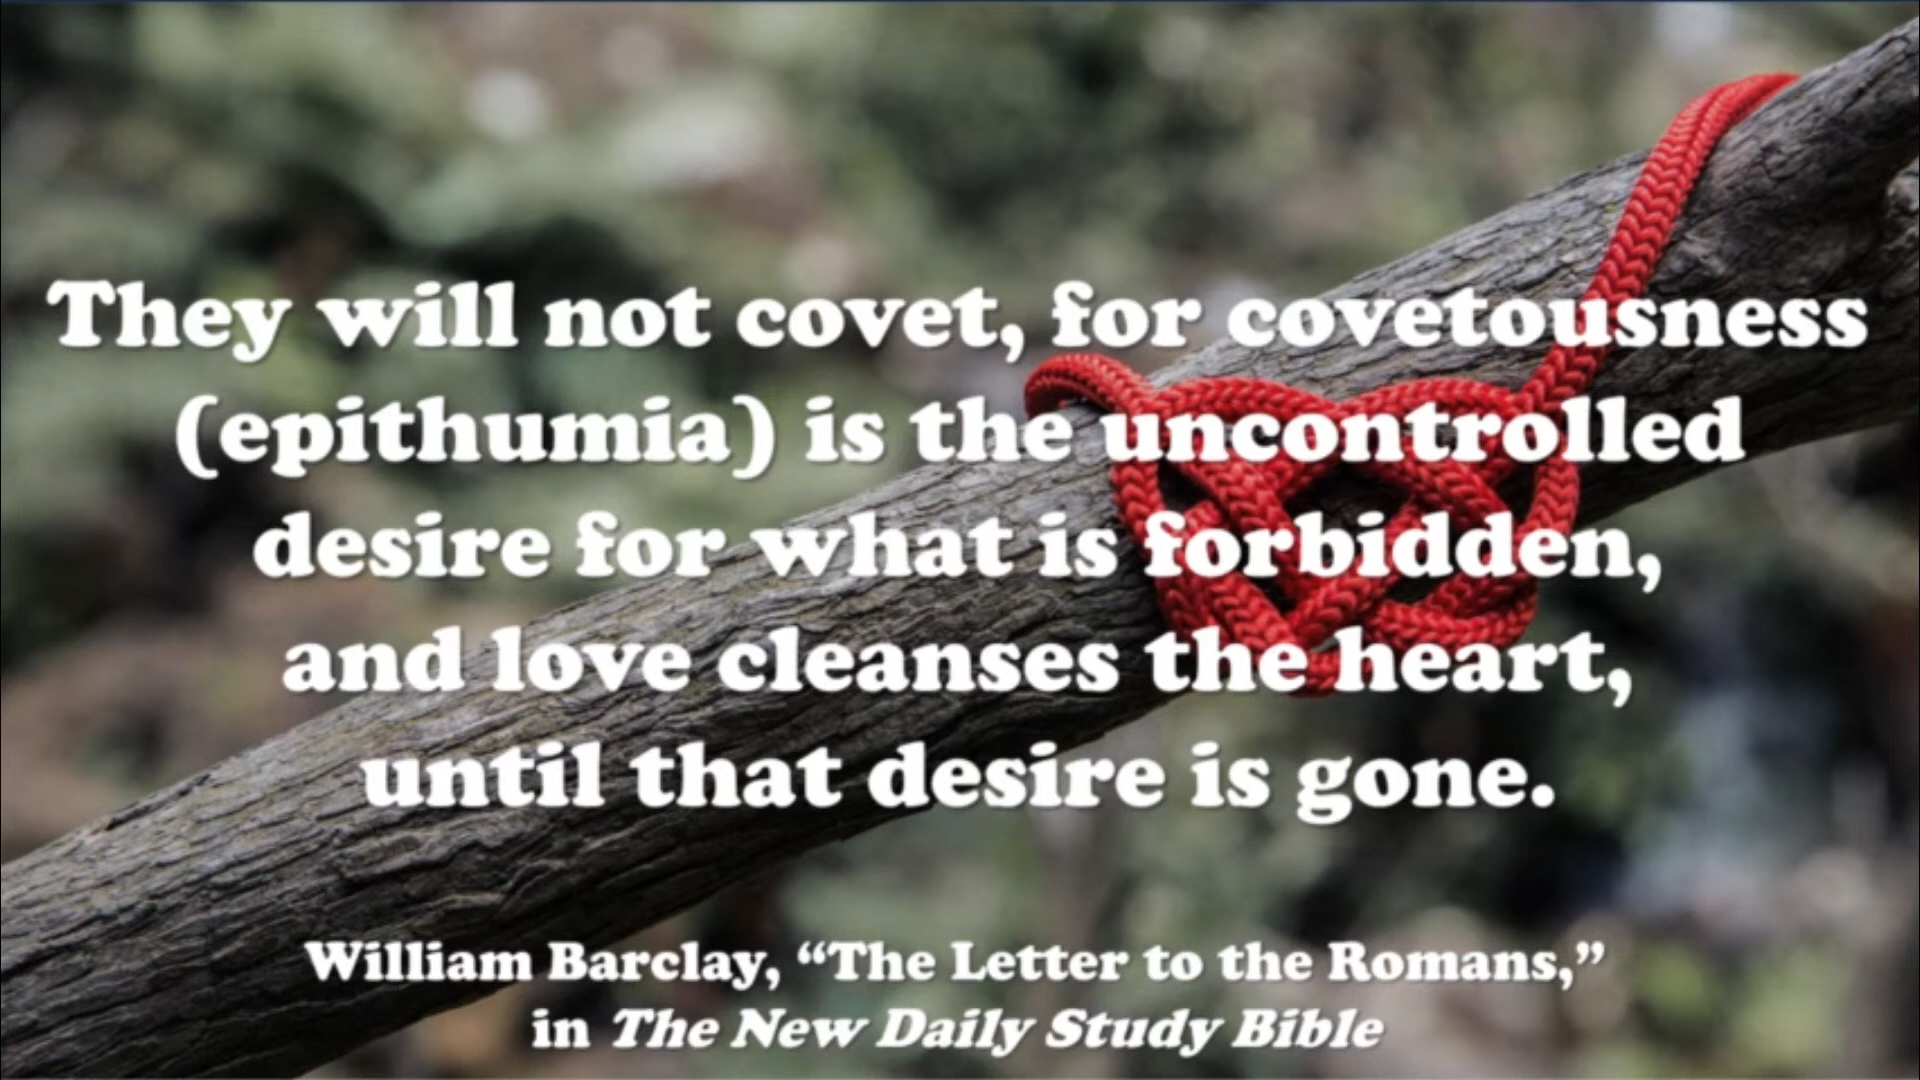 They will not covet, for covetousness
(epithumia) is the uncontrolled
desire for what is forbidden,
and love cleanses the heart,
until that desire is gone.
William Barclay, “The Letter to the Romans,”
in The New Daily Study Bible